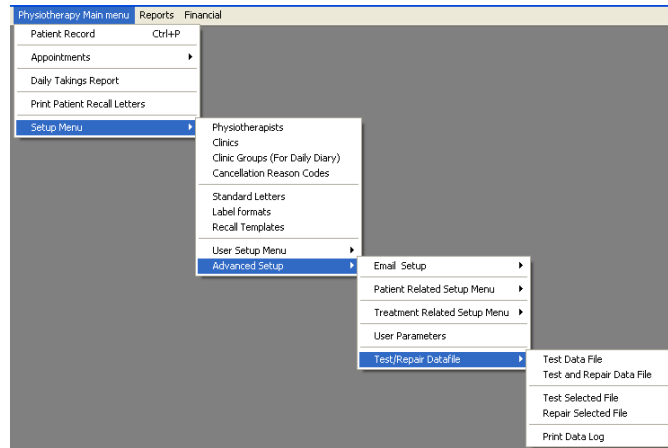 Physiotherapy Main menu Reports Financial
Patient Record Ctrl+P
Appointments
Daily Takings Report
Print Patient Recall Letters
Setup Menu
Physiotherapists
Clinics
Clinic Groups (For Daily Diary)
Cancellation Reason Codes
Standard Letters
Label formats
Recall Templates
User Setup Menu
Advanced Setup
Email Setup
Patient Related Setup Menu
Treatment Related Setup Menu
User Parameters
Test/Repair Datafile
Test Data File
Test and Repair Data File
Test Selected File
Repair Selected File
Print Data Log